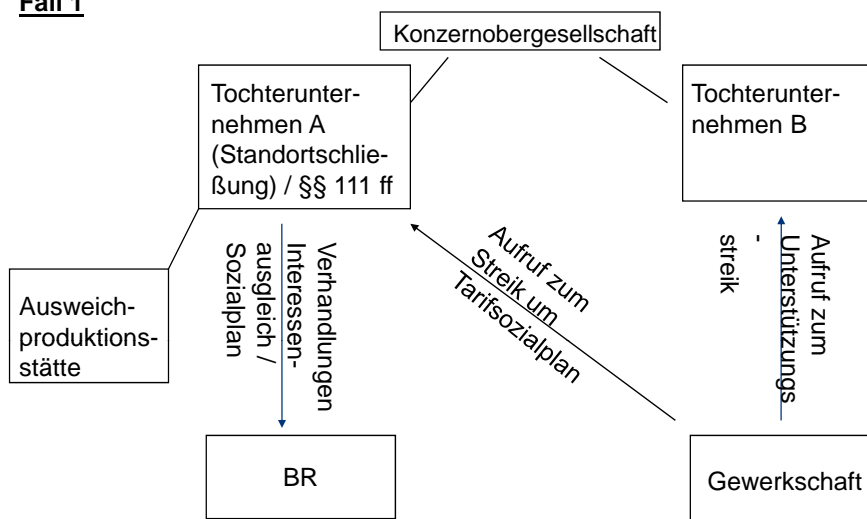 Fall 1
Konzernobergesellschaft
Tochterunter-
nehmen A
(Standortschlie-
ßung) / §§ 111 ff
Tochterunter-
nehmen B
Ausweich-
produktions-
stätte
Verhandlungen
Interessen-
ausgleich /
Sozialplan
Aufruf zum
Streik um
Tarifsozialplan
Aufruf zum
Unterstützungs
-
streik
BR
Gewerkschaft